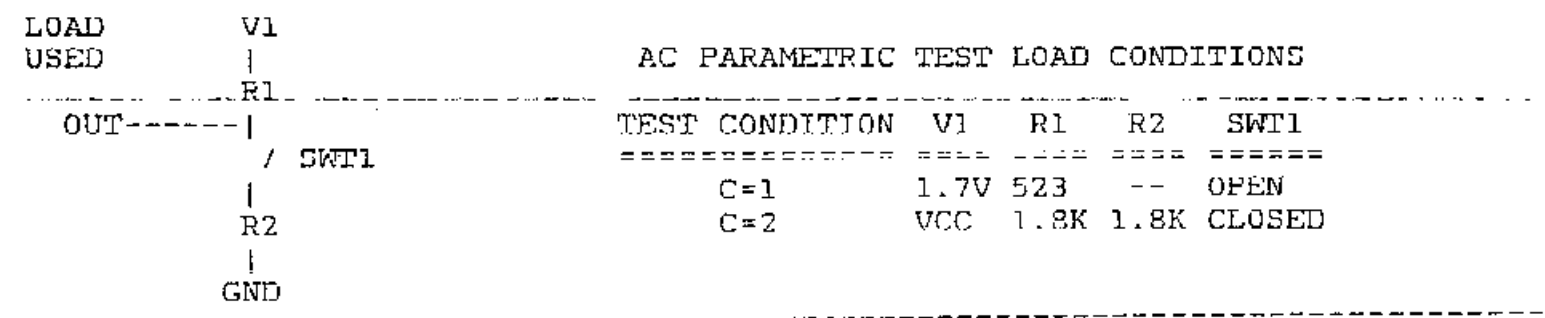 LOAD V1
USED | AC PARAMETRIC TEST LOAD CONDITIONS
R1
OUT------| TEST CONDITION V1 R1 R2 SWT1
/ SWT1 ============== ==== ==== ==== ======
| C=1 1.7V 523 -- OPEN
R2 C=2 VCC 1.8K 1.8K CLOSED
|
GND